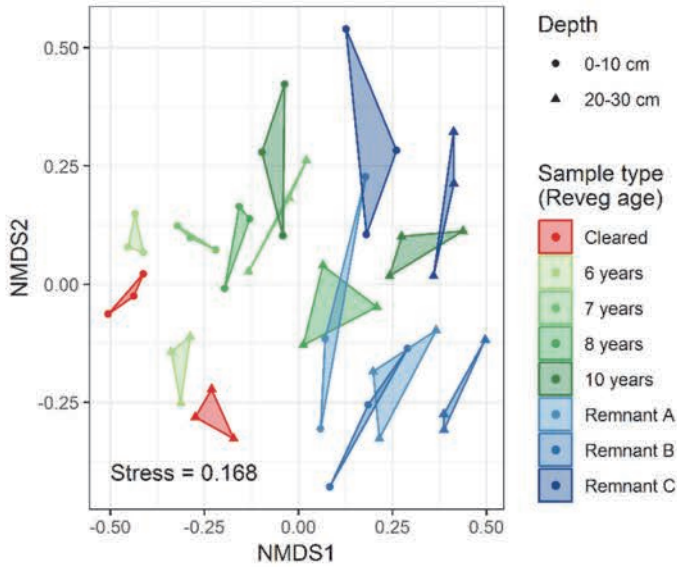 0.50
0.25
0.00
-0.25
-0.50
-0.25
0.00
0.25
0.50
NMDS2
NMDS1
Stress = 0.168
Depth
0-10 cm
20-30 cm
Sample type
(Reveg age)
Cleared
6 years
7 years
8 years
10 years
Remnant A
Remnant B
Remnant C